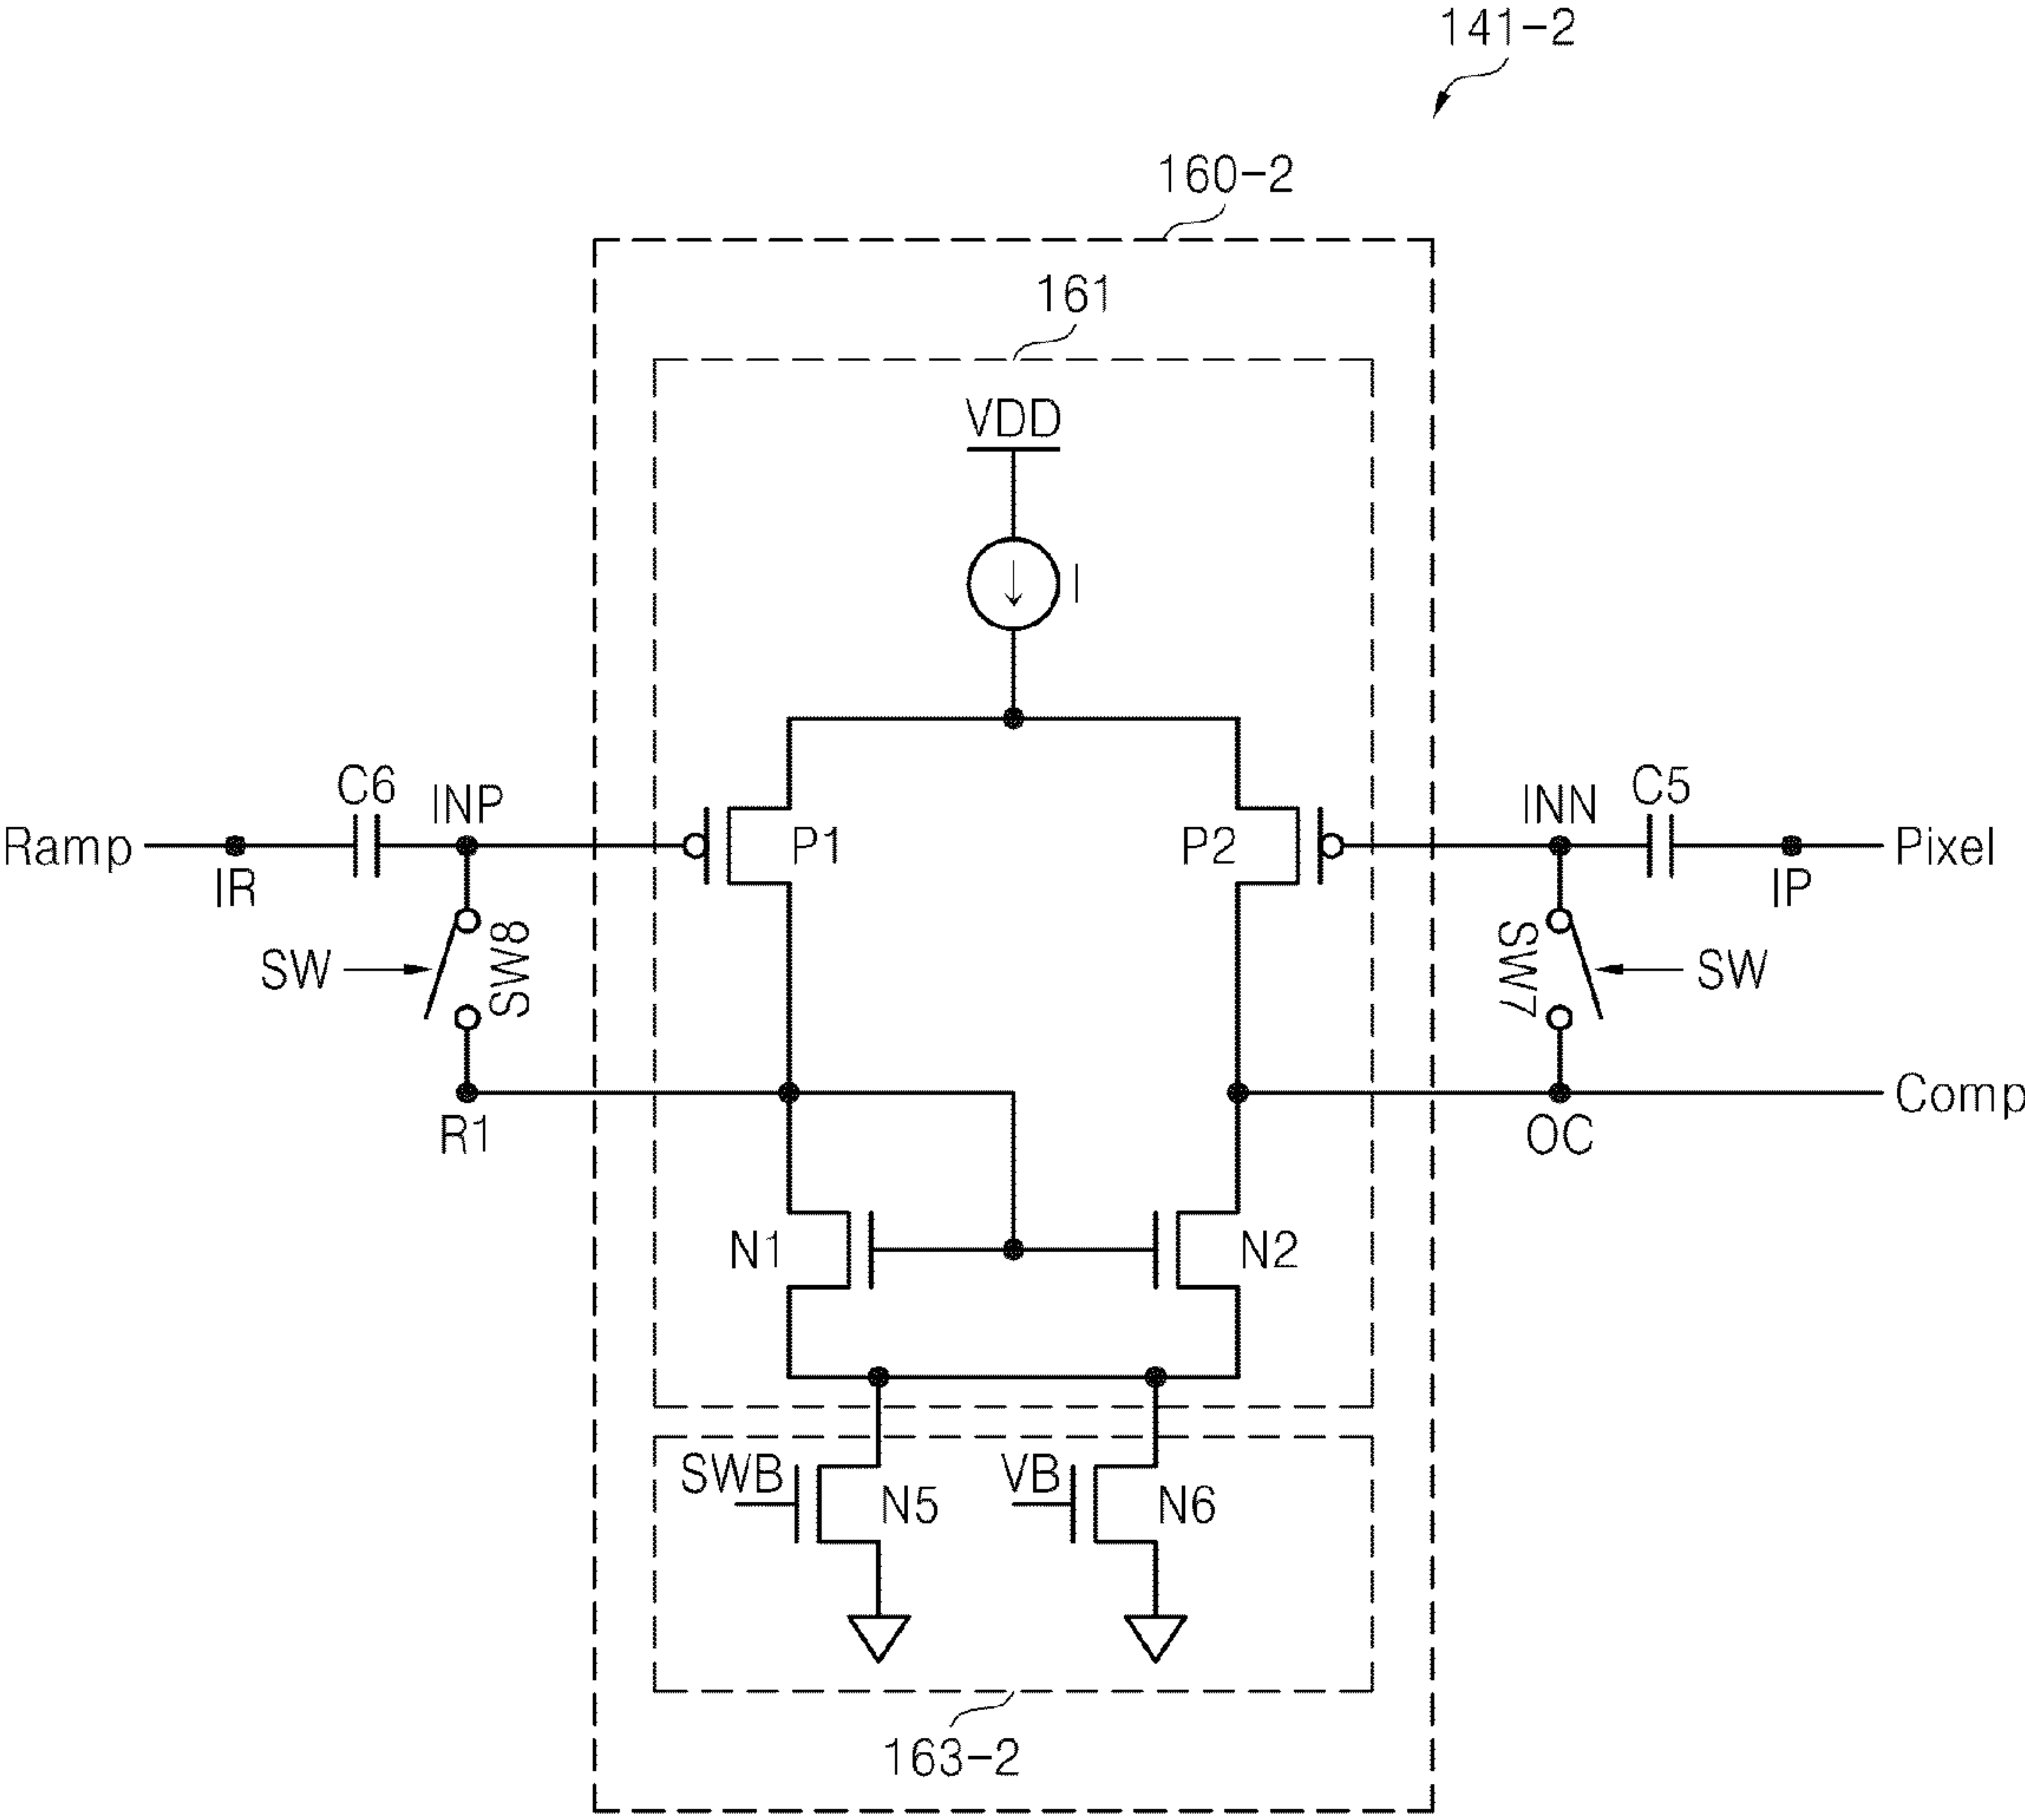 141-2
160-2
161
VDD
I
C6
INP
INN
C5
Ramp
P1
P2
Pixel
IR
IP
SW
SW8
SW7
SW
Comp
R1
OC
N1
N2
SWB
VB
N5
N6
163-2